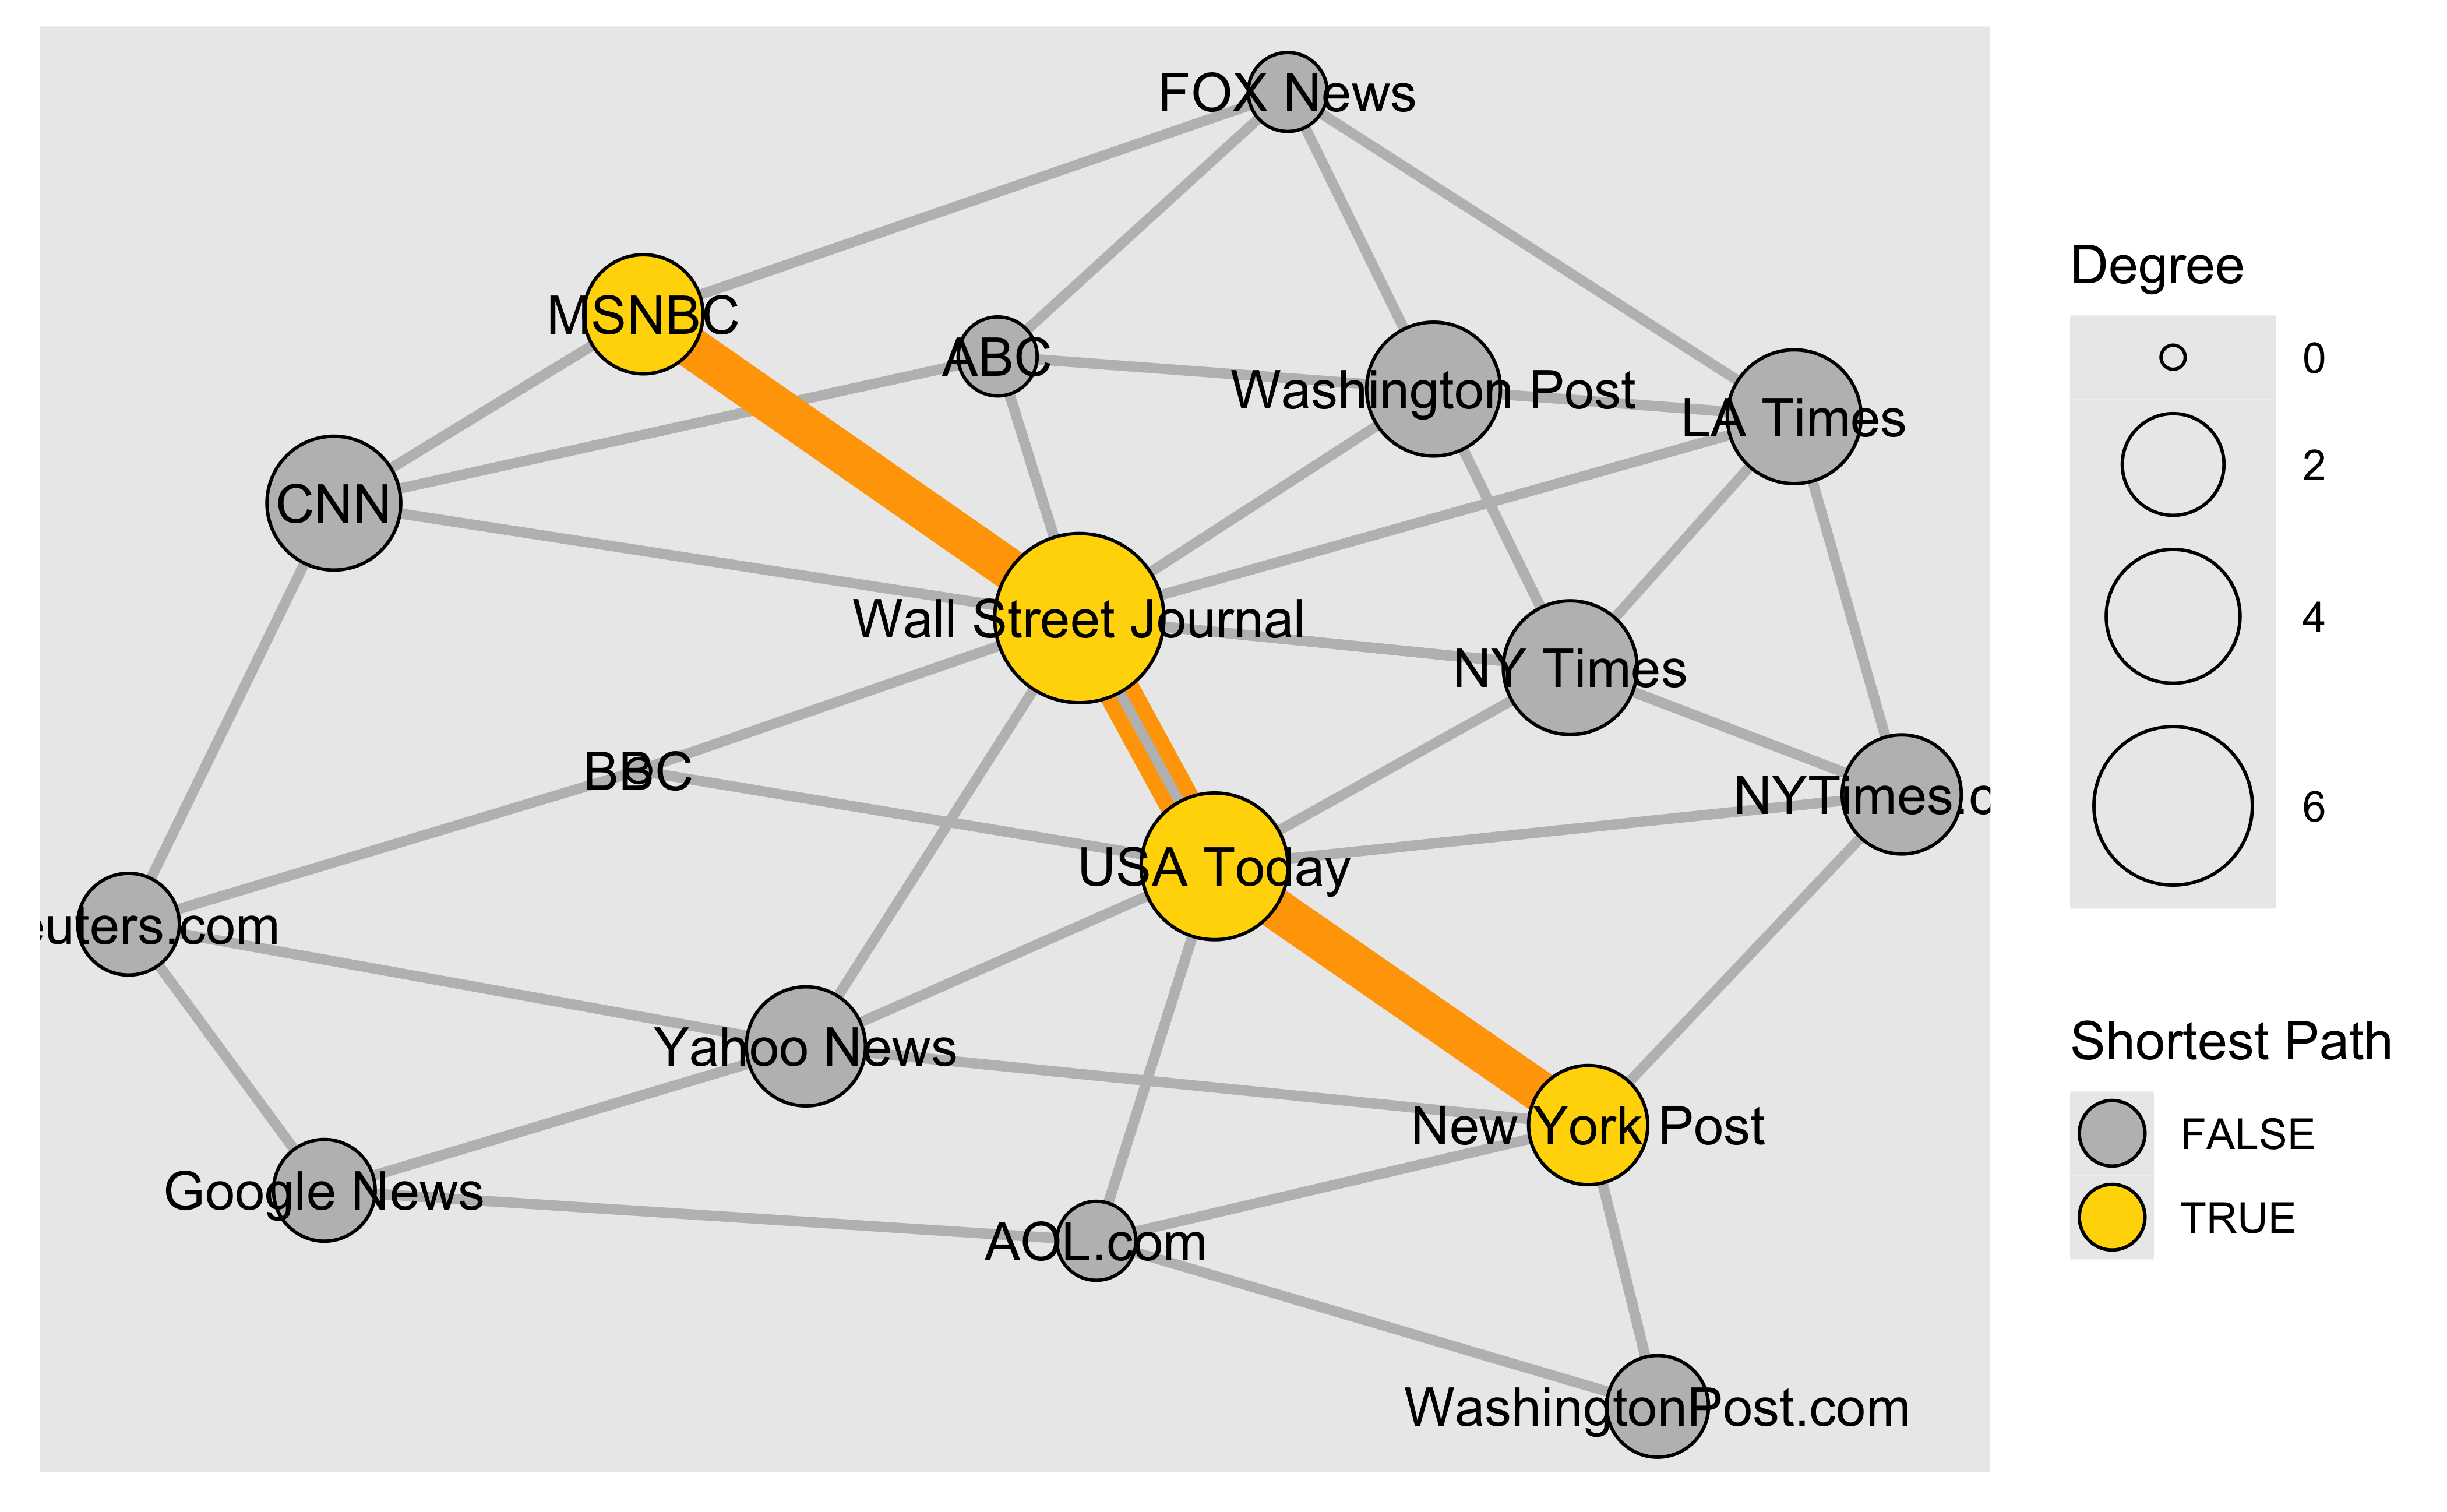 FOX News
MSNBC
ABC
Washington Post
LA Times
CNN
Wall Street Journal
NY Times
BBC
NYTimes.c
USA Today
euters.com
Yahoo News
New York Post
Google News
AOL.com
WashingtonPost.com
Degree
0
2
4
6
Shortest Path
FALSE
TRUE